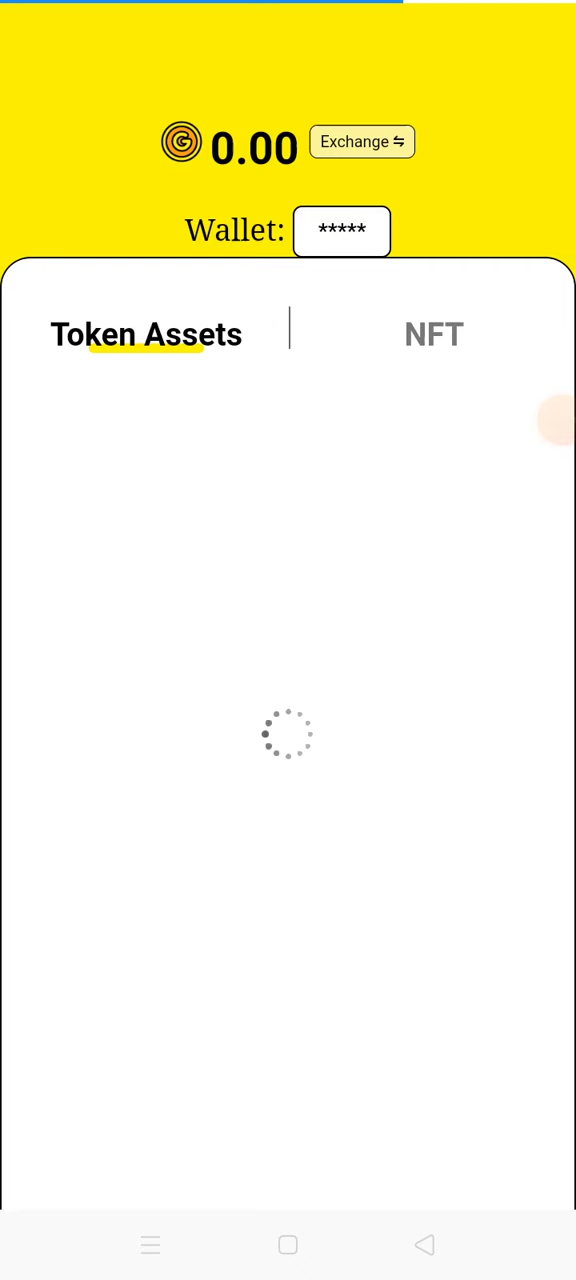 G 0.00 Exchange ⇋
Wallet: *****
Token Assets | NFT